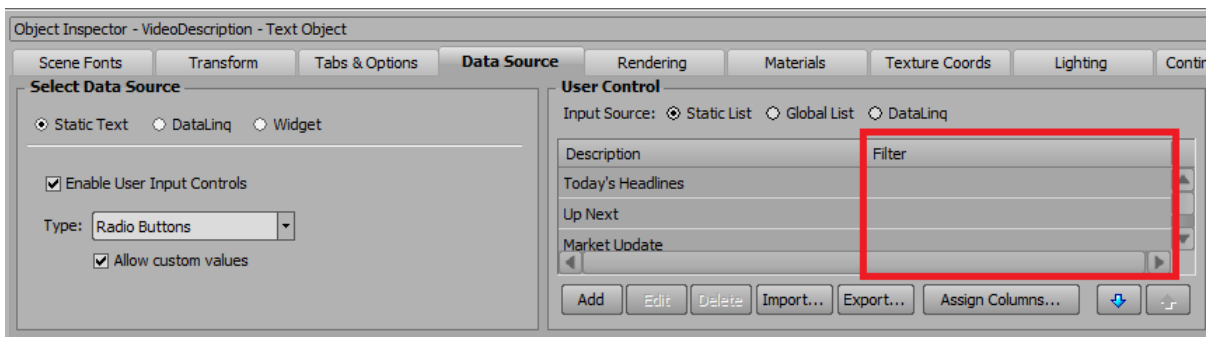 Object Inspector - VideoDescription - Text Object
Scene Fonts Transform Tabs & Options Data Source Rendering Materials Texture Coords Lighting
Select Data Source
Static Text DataLinq Widget
Enable User Input Controls
Type: Radio Buttons
Allow custom values
User Control
Input Source: Static List Global List DataLinq
Description Filter
Today's Headlines
Up Next
Market Update
Add Edit Delete Import... Export... Assign Columns...